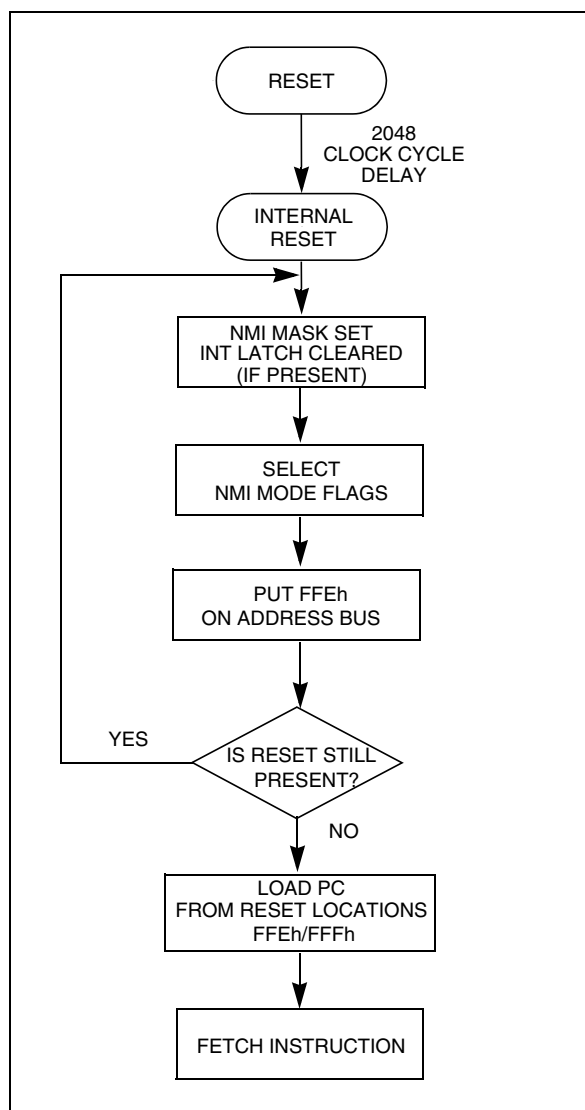 RESET
2048
CLOCK CYCLE
DELAY
INTERNAL
RESET
NMI MASK SET
INT LATCH CLEARED
(IF PRESENT)
SELECT
NMI MODE FLAGS
PUT FFEh
ON ADDRESS BUS
YES
IS RESET STILL
PRESENT?
NO
LOAD PC
FROM RESET LOCATIONS
FFEh/FFFh
FETCH INSTRUCTION